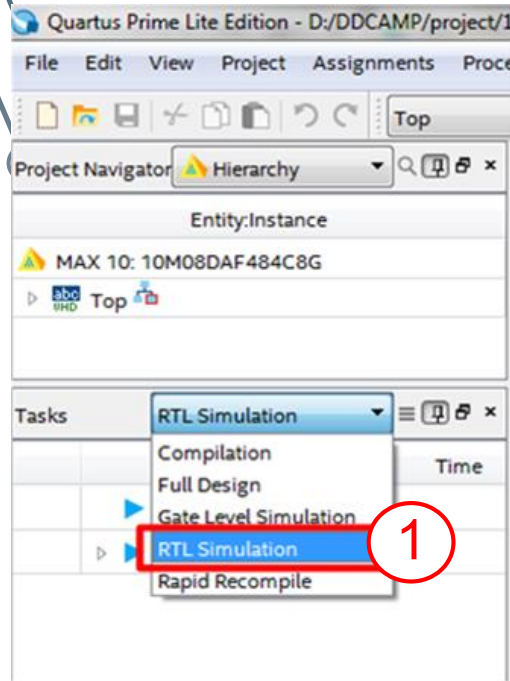 Quartus Prime Lite Edition - D:/DDCAMP/project/1
File Edit View Project Assignments Proce
Top
Project Navigator Hierarchy
Entity:Instance
MAX 10: 10M08DAF484C8G
abc Top
Tasks RTL Simulation
Compilation
Time
Full Design
Gate Level Simulation
RTL Simulation
1
Rapid Recompile